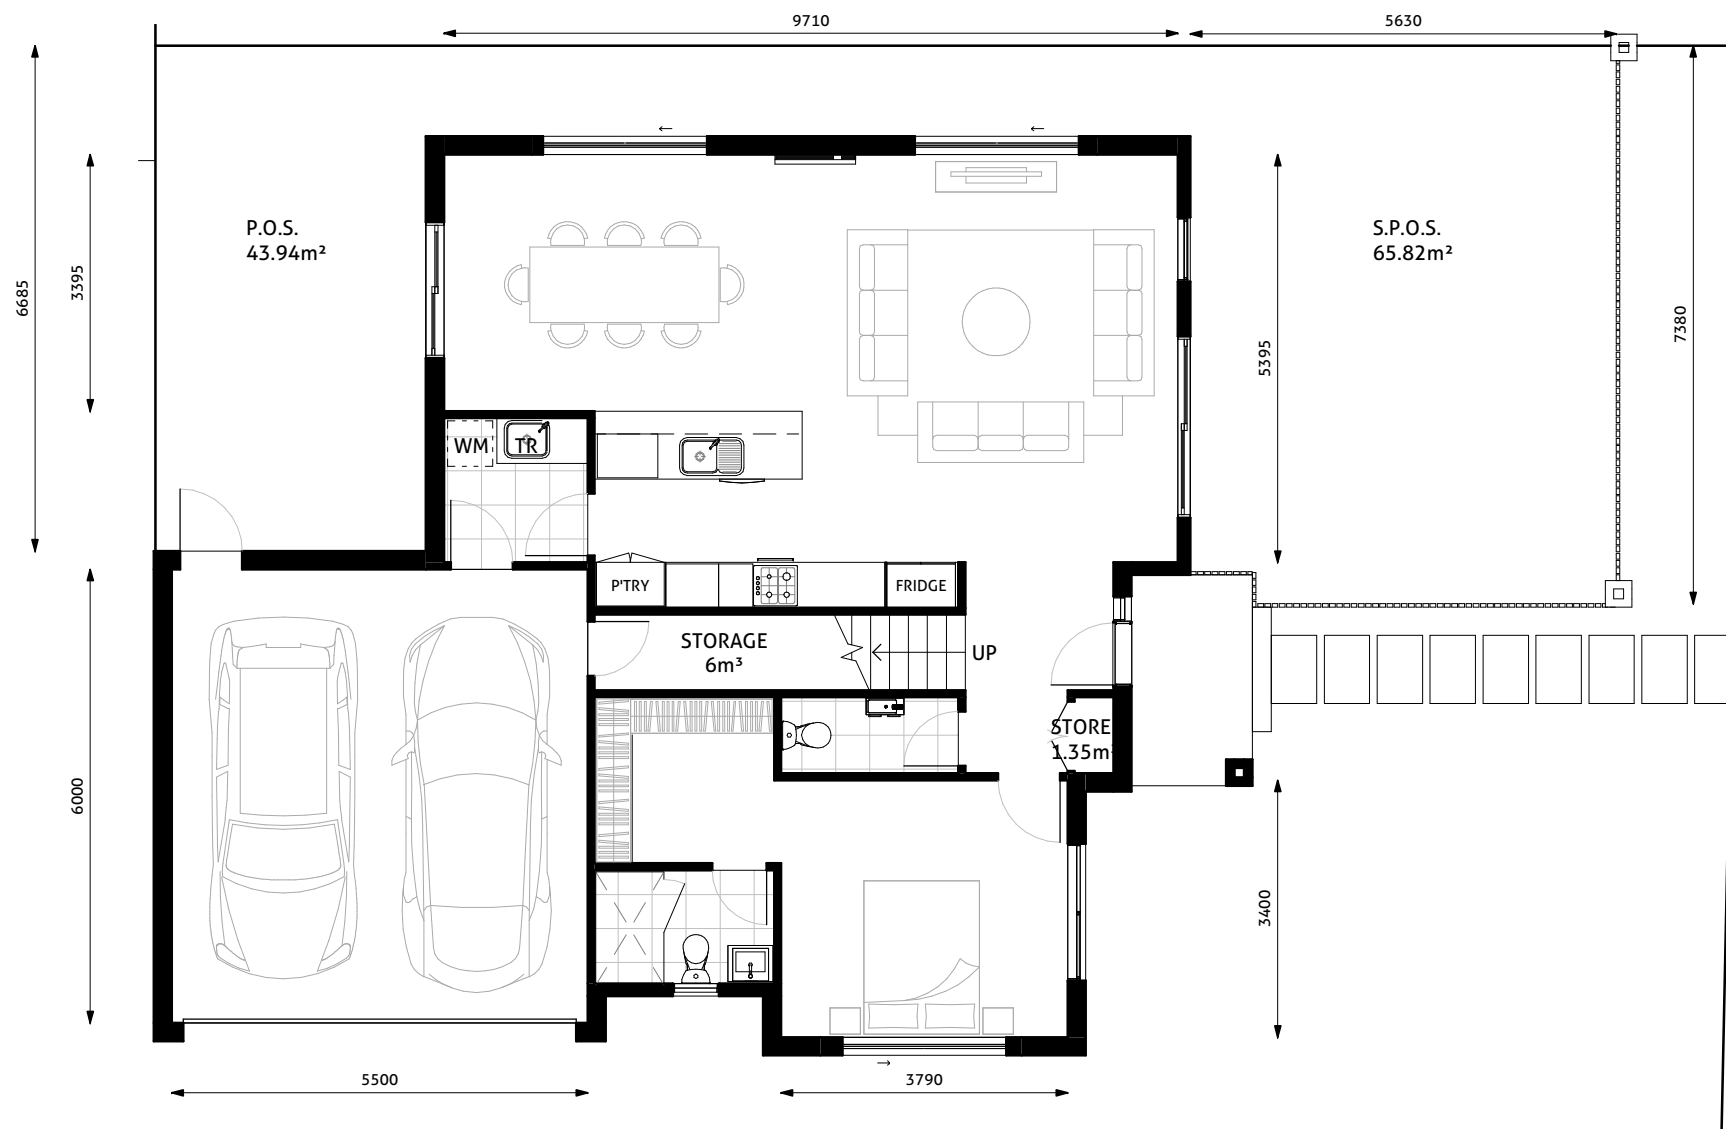 9710
5630
P.O.S.
43.94m²
S.P.O.S.
65.82m²
6685
3395
5395
7380
WM
TR
P'TRY
FRIDGE
STORAGE
6m³
UP
STORE
1.35m
6000
3400
5500
3790